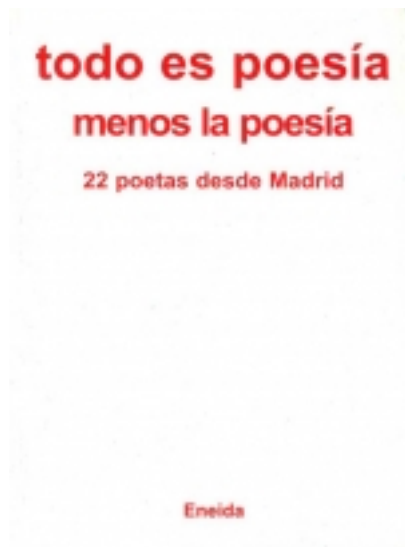 todo es poesía
menos la poesía
22 poetas desde Madrid
Eneida